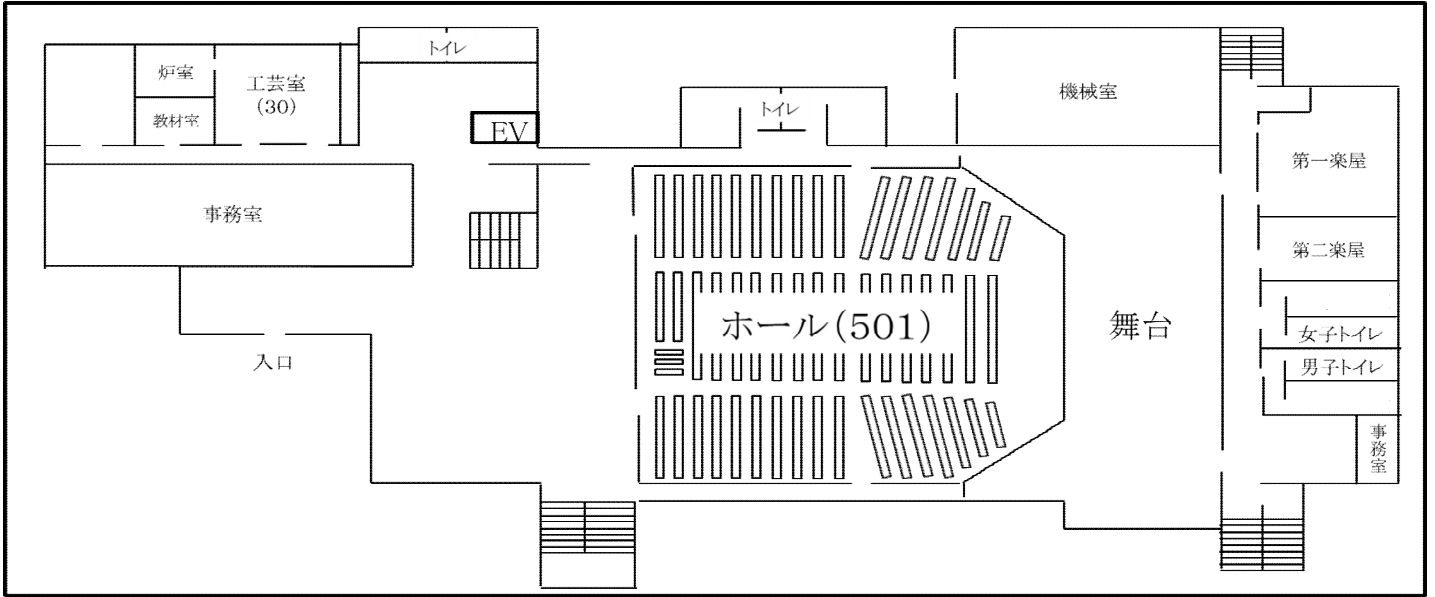 トイレ
炉室
工芸室
(30)
教材室
EV
トイレ
機械室
第一楽屋
事務室
第二楽屋
ホール(501)
舞台
女子トイレ
入口
男子トイレ
事務室